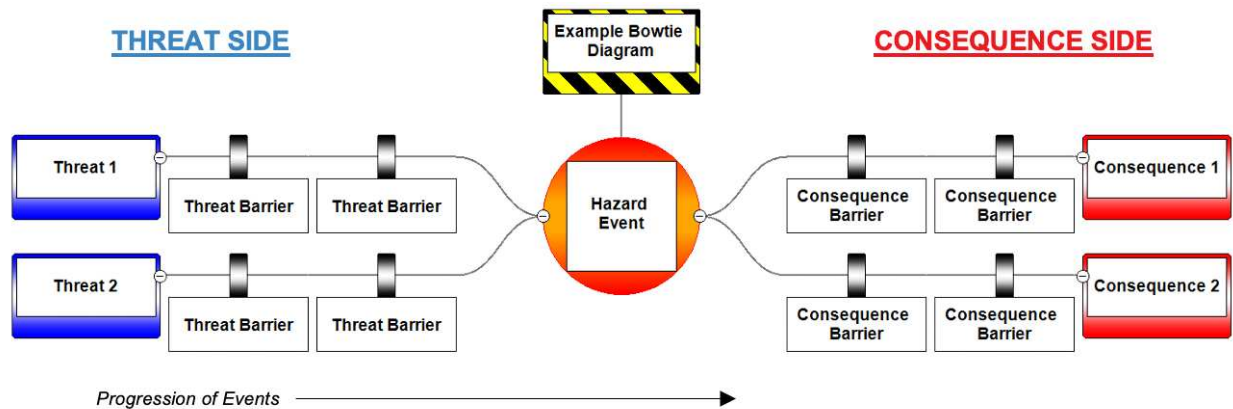 THREAT SIDE
Example Bowtie
Diagram
CONSEQUENCE SIDE
Threat 1
Threat Barrier
Threat Barrier
Hazard
Event
Consequence
Barrier
Consequence
Barrier
Consequence 1
Threat 2
Threat Barrier
Threat Barrier
Consequence
Barrier
Consequence
Barrier
Consequence 2
Progression of Events